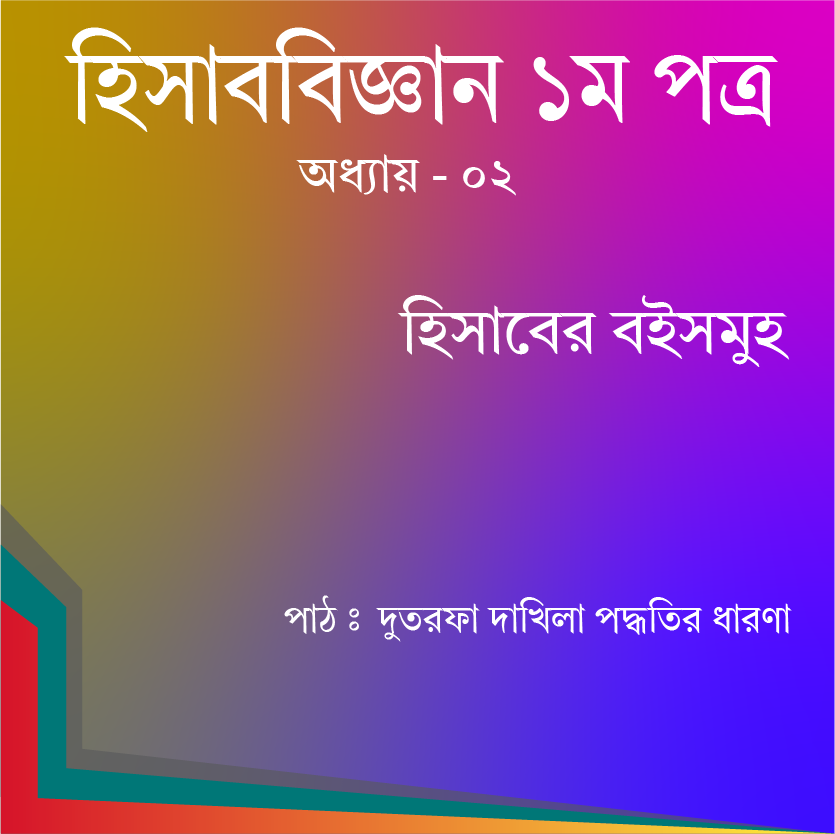 হিসাববিজ্ঞান ১ম পত্র
অধ্যায় - ০২
হিসাবের বইসমুহ
পাঠ ঃ দুতরফা দাখিলা পদ্ধতির ধারণা